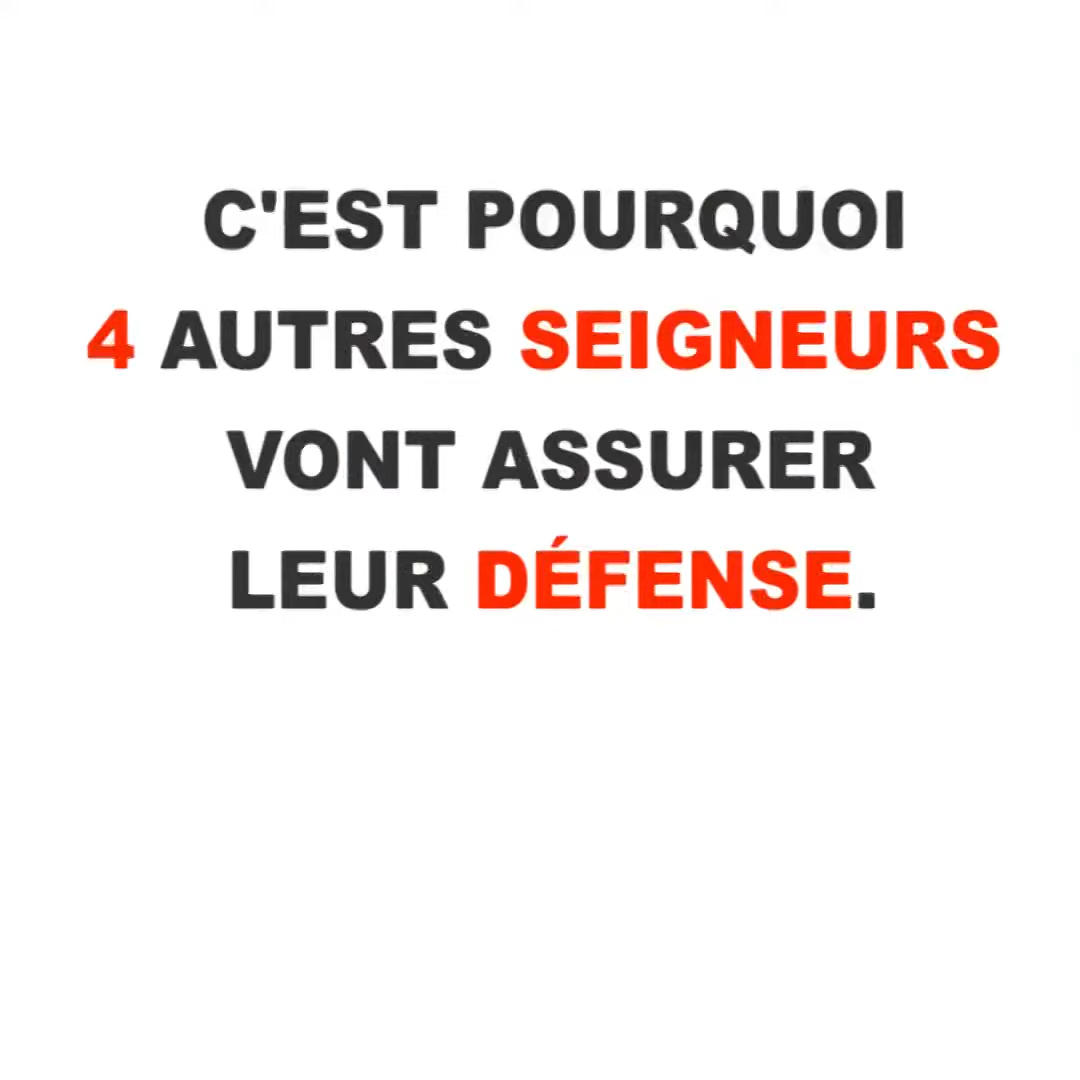 C'EST POURQUOI
4 AUTRES SEIGNEURS
VONT ASSURER
LEUR DÉFENSE.